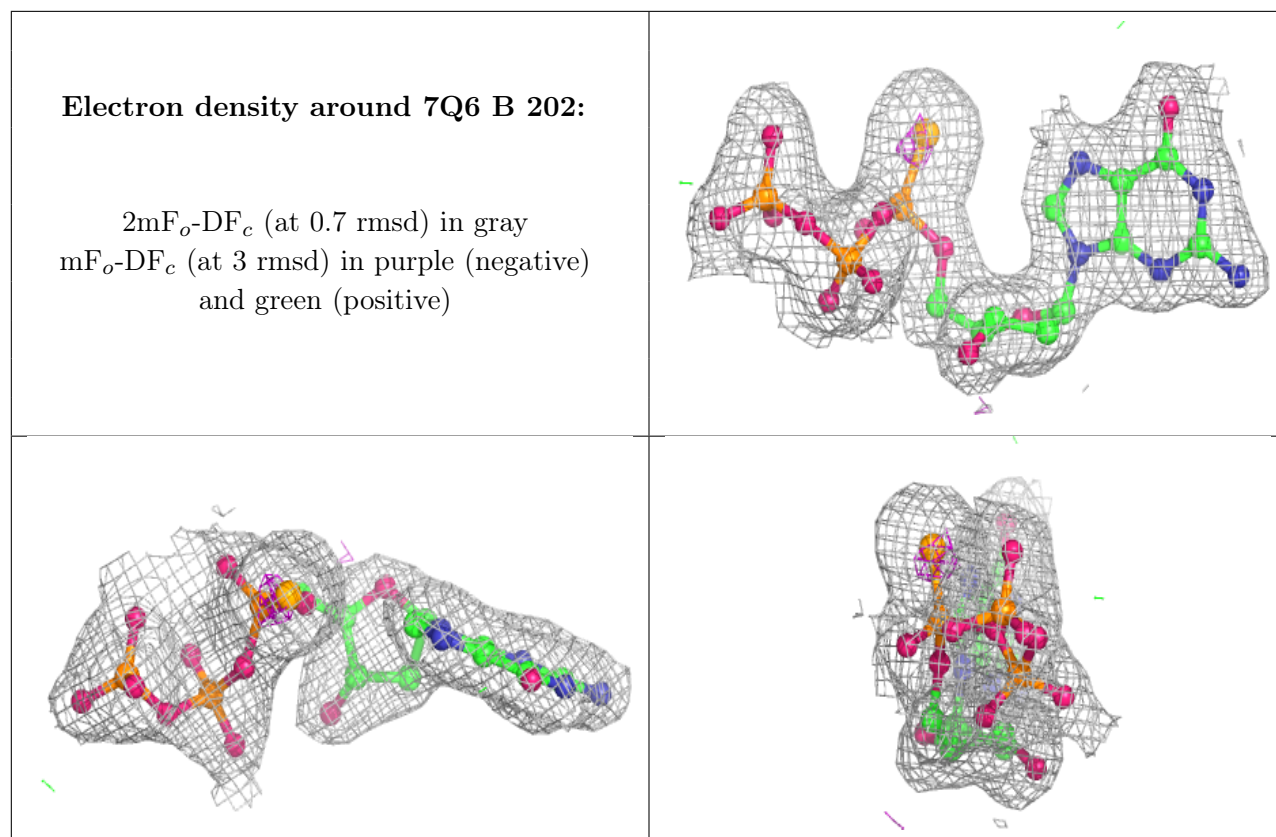 Electron density around 7Q6 B 202:
2mFₒ-DF𝒸 (at 0.7 rmsd) in gray
mFₒ-DF𝒸 (at 3 rmsd) in purple (negative)
and green (positive)